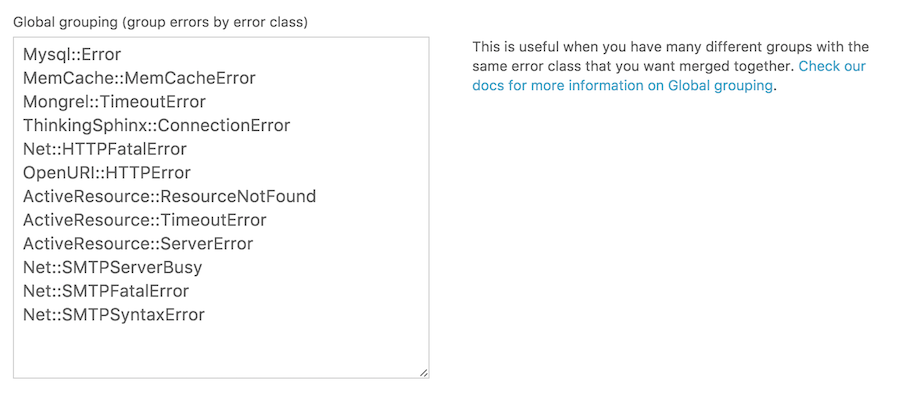 Global grouping (group errors by error class)
Mysql::Error
MemCache::MemCacheError
Mongrel::TimeoutError
ThinkingSphinx::ConnectionError
Net::HTTPFatalError
OpenURI::HTTPError
ActiveResource::ResourceNotFound
ActiveResource::TimeoutError
ActiveResource::ServerError
Net::SMTPServerBusy
Net::SMTPFatalError
Net::SMTPSyntaxError
This is useful when you have many different groups with the
same error class that you want merged together. Check our
docs for more information on Global grouping.